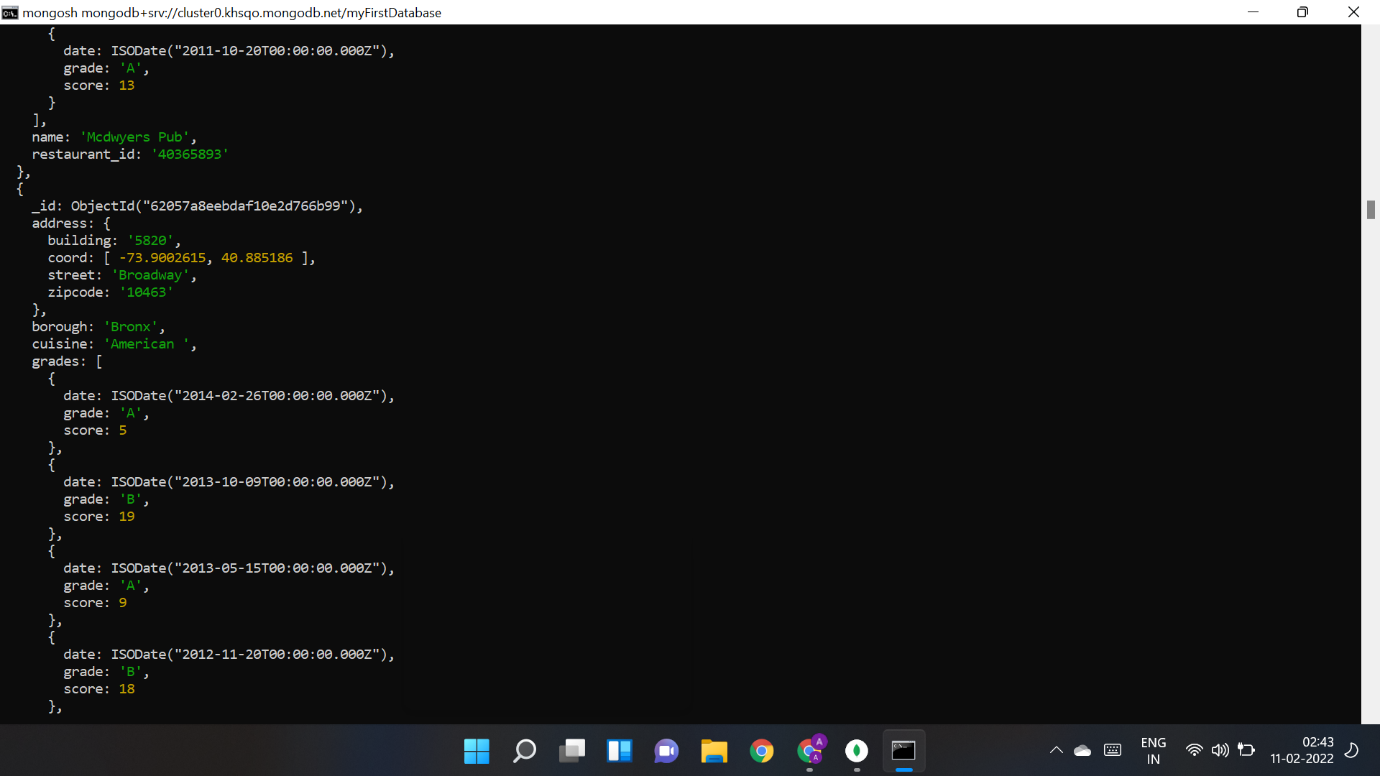 mongosh mongodb+srv://cluster0.khsqo.mongodb.net/myFirstDatabase
{
date: ISODate("2011-10-20T00:00:00.000Z"),
grade: 'A',
score: 13
}
],
name: 'Mcdwyers Pub',
restaurant_id: '40365893'
},
{
_id: ObjectId("62057a8eebdaf10e2d766b99"),
address: {
building: '5820',
coord: [ -73.9002615, 40.885186 ],
street: 'Broadway',
zipcode: '10463'
},
borough: 'Bronx',
cuisine: 'American ',
grades: [
{
date: ISODate("2014-02-26T00:00:00.000Z"),
grade: 'A',
score: 5
},
{
date: ISODate("2013-10-09T00:00:00.000Z"),
grade: 'B',
score: 19
},
{
date: ISODate("2013-05-15T00:00:00.000Z"),
grade: 'A',
score: 9
},
{
date: ISODate("2012-11-20T00:00:00.000Z"),
grade: 'B',
score: 18
},
A
A
ENG
IN
02:43
11-02-2022